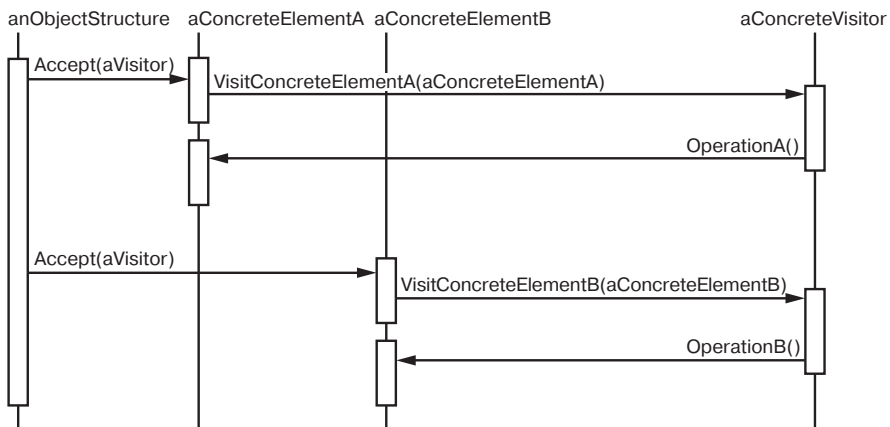 anObjectStructure aConcreteElementA aConcreteElementB aConcreteVisitor
Accept(aVisitor)
VisitConcreteElementA(aConcreteElementA)
OperationA()
Accept(aVisitor)
VisitConcreteElementB(aConcreteElementB)
OperationB()